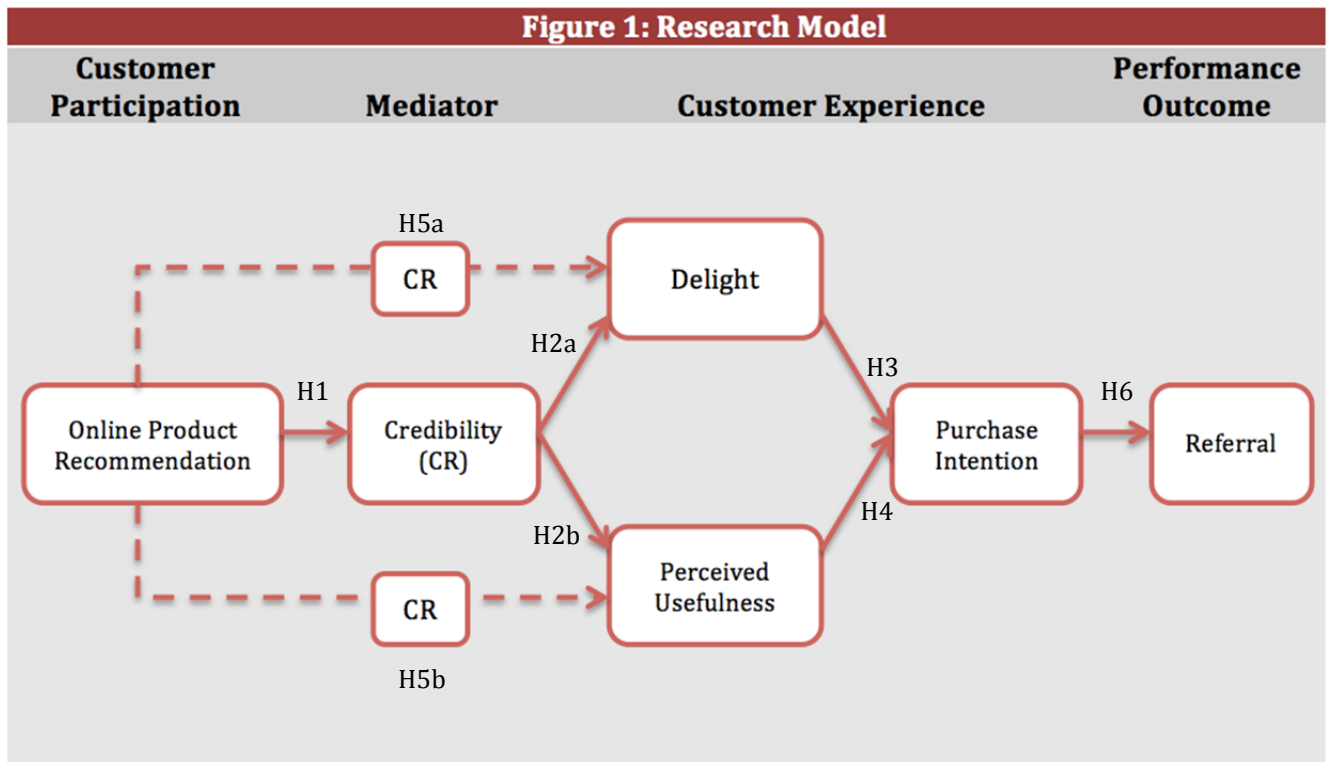 Figure 1: Research Model
Customer
Participation
Mediator
Customer Experience
Performance
Outcome
H5a
CR
Delight
H2a
H1
H3
H6
Online Product
Recommendation
Credibility
(CR)
Purchase
Intention
Referral
H2b
H4
Perceived
Usefulness
CR
H5b